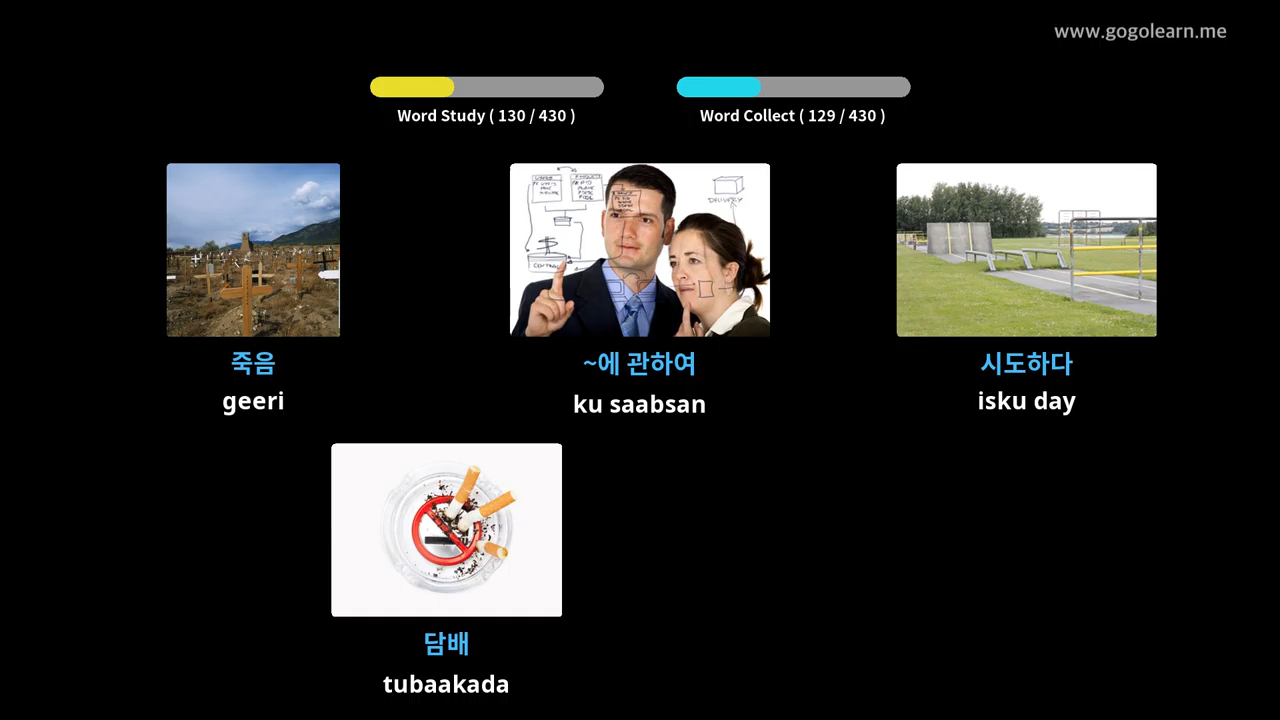 www.gogolearn.me
Word Study ( 130 / 430 )
Word Collect ( 129 / 430 )
DELIVERY
죽음
geeri
~에 관하여
ku saabsan
시도하다
isku day
담배
tubaakada